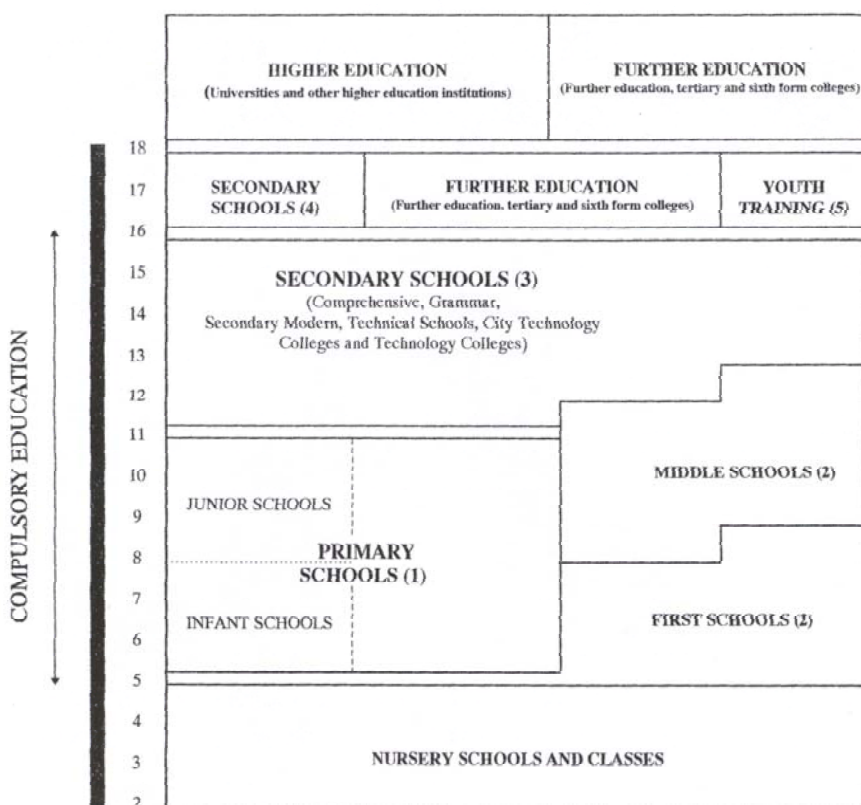 HIGHER EDUCATION
(Universities and other higher education institutions)
FURTHER EDUCATION
(Further education, tertiary and sixth form colleges)
18
17
16
SECONDARY
SCHOOLS (4)
FURTHER EDUCATION
(Further education. tertiary and sixth form colleges)
YOUTH
TRAINING (5)
15
14
13
12
11
SECONDARY SCHOOLS (3)
(Comprehensive, Grammar,
Secondary Modern, Technical Schools, City Technology
Colleges and Technology Colleges)
COMPULSORY EDUCATION
10
9
8
7
6
5
JUNIOR SCHOOLS
PRIMARY
SCHOOLS (1)
INFANT SCHOOLS
MIDDLE SCHOOLS (2)
FIRST SCHOOLS (2)
4
3
2
NURSERY SCHOOLS AND CLASSES